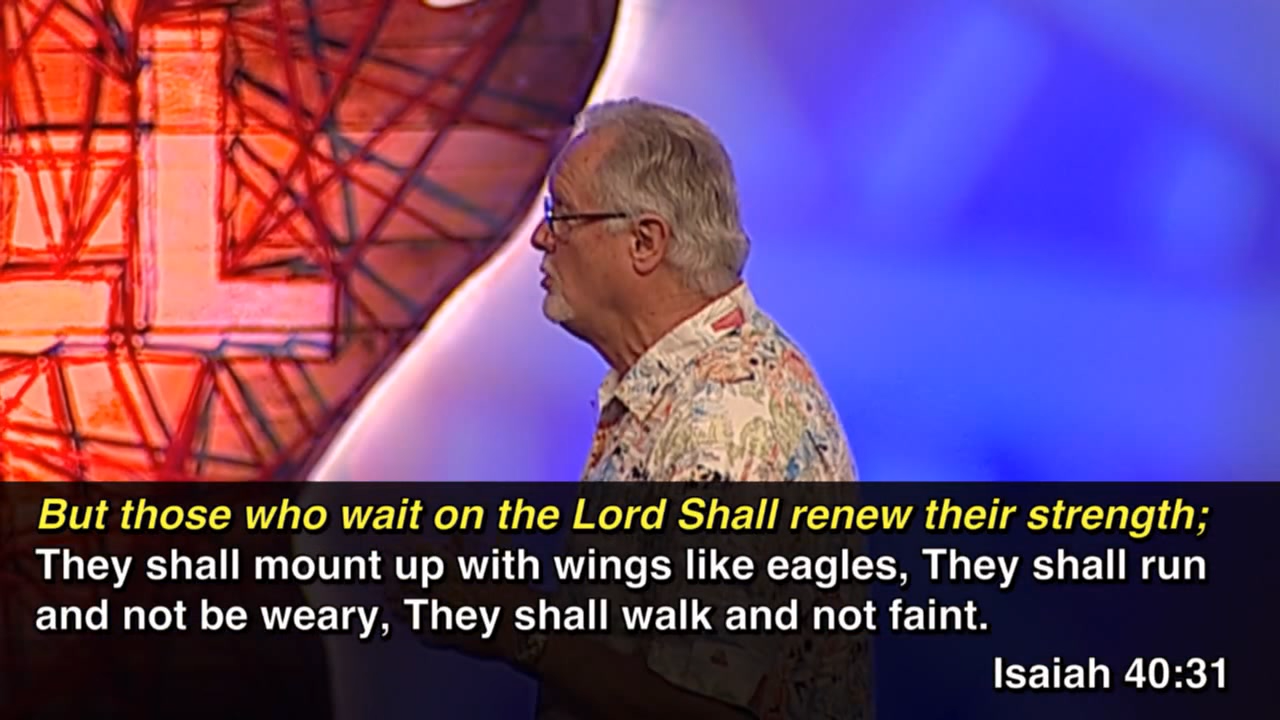 But those who wait on the Lord Shall renew their strength;
They shall mount up with wings like eagles, They shall run
and not be weary, They shall walk and not faint.
Isaiah 40:31